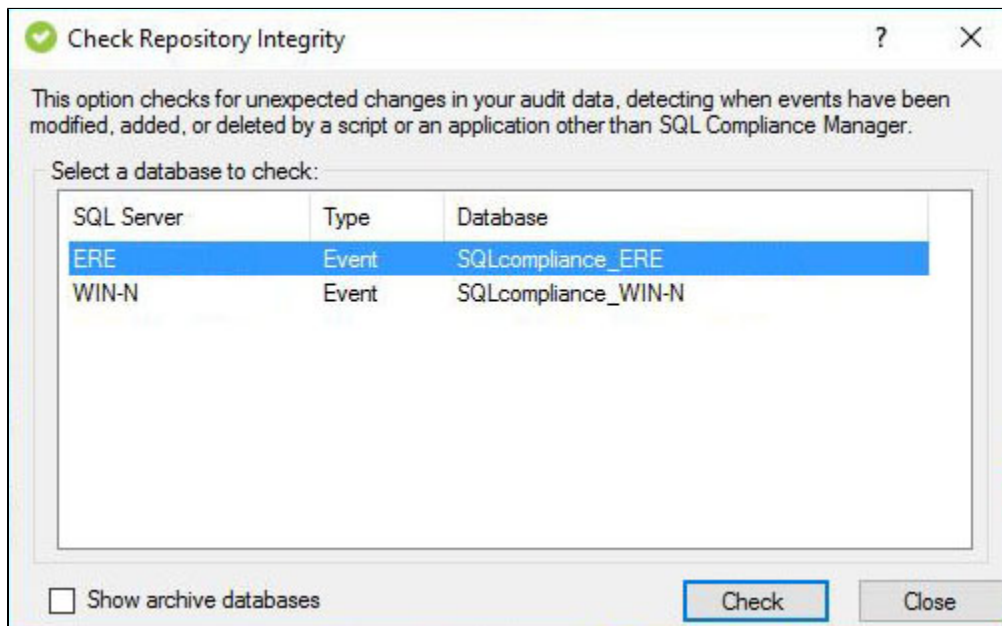 Check Repository Integrity ?
This option checks for unexpected changes in your audit data, detecting when events have been
modified, added, or deleted by a script or an application other than SQL Compliance Manager.
Select a database to check:
SQL Server Type Database
ERE Event SQLcompliance_ERE
WIN-N Event SQLcompliance_WIN-N
Show archive databases Check Close